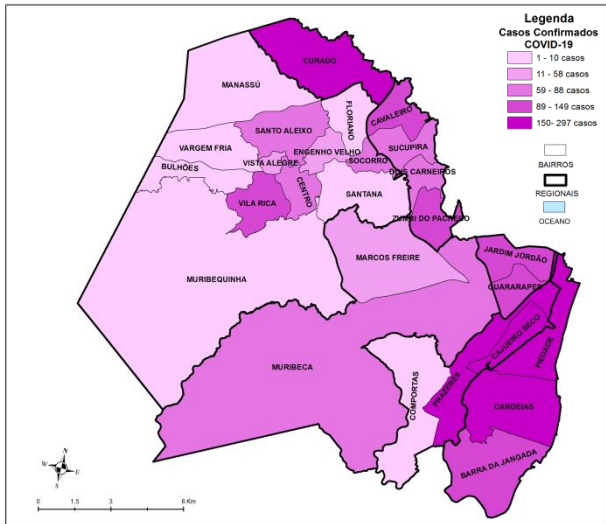 Legenda
Casos Confirmados
COVID-19
1 - 10 casos
11 - 58 casos
59 - 88 casos
89 - 149 casos
150- 297 casos
BAIRROS
REGIONAIS
OCEANO
CURADO
MANASSÚ
FLORIANO
CAVALEIRO
SANTO ALEIXO
SUCUPIRA
VARGEM FRIA
ENGENHO VELHO
VISTA ALEGRE
SOCORRO
BULHÕES
DOIS CARNEIROS
CENTRO
SANTANA
VILA RICA
ZUMBI DO PACHECO
JARDIM JORDÃO
MARCOS FREIRE
MURIBEQUINHA
GUARARAPES
CAJUEIRO SECO
PIEDADE
MURIBECA
COMPORTAS
PRAZERES
CANDEIAS
BARRA DA JANGADA
N
W
E
S
0 1,5 3 6 Km